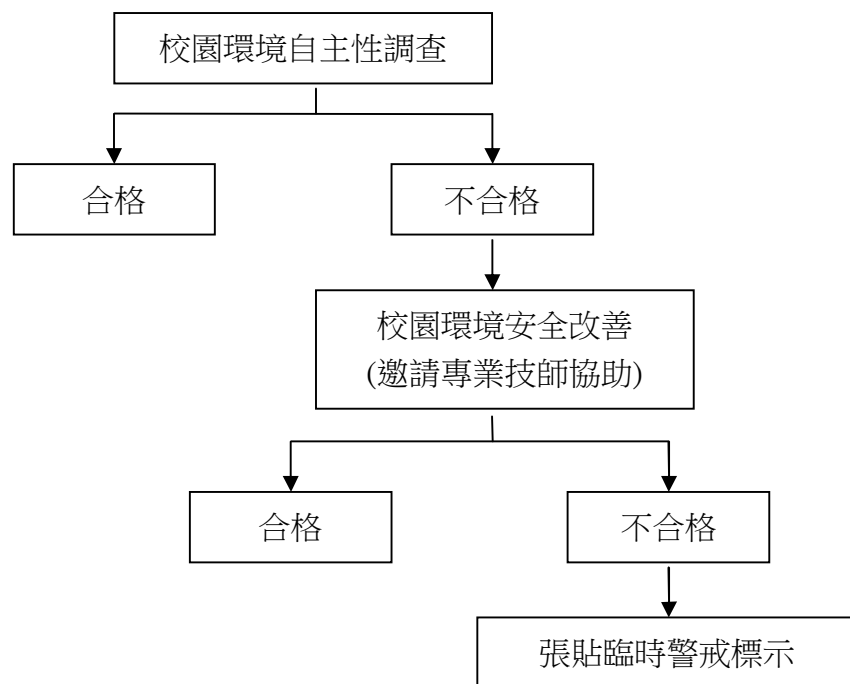 校園環境自主性調查
合格
不合格
校園環境安全改善
(邀請專業技師協助)
合格
不合格
張貼臨時警戒標示